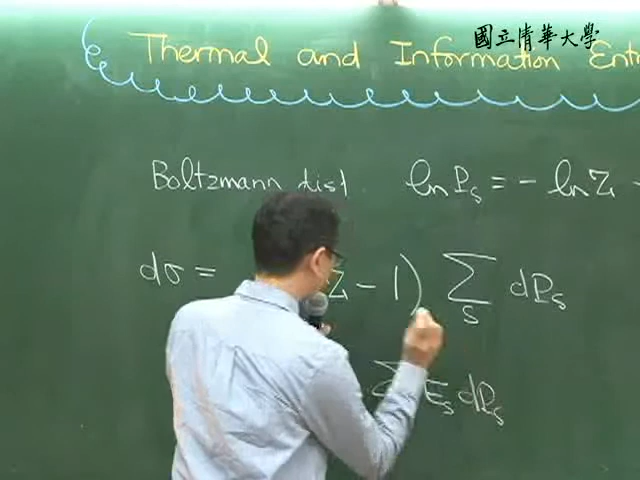 國立清華大學
Thermal and Information Entr
Boltzmann dist. ln P_s = - ln Z -
dσ = Z - 1) Σ_s dP_s
Σ E_s dP_s